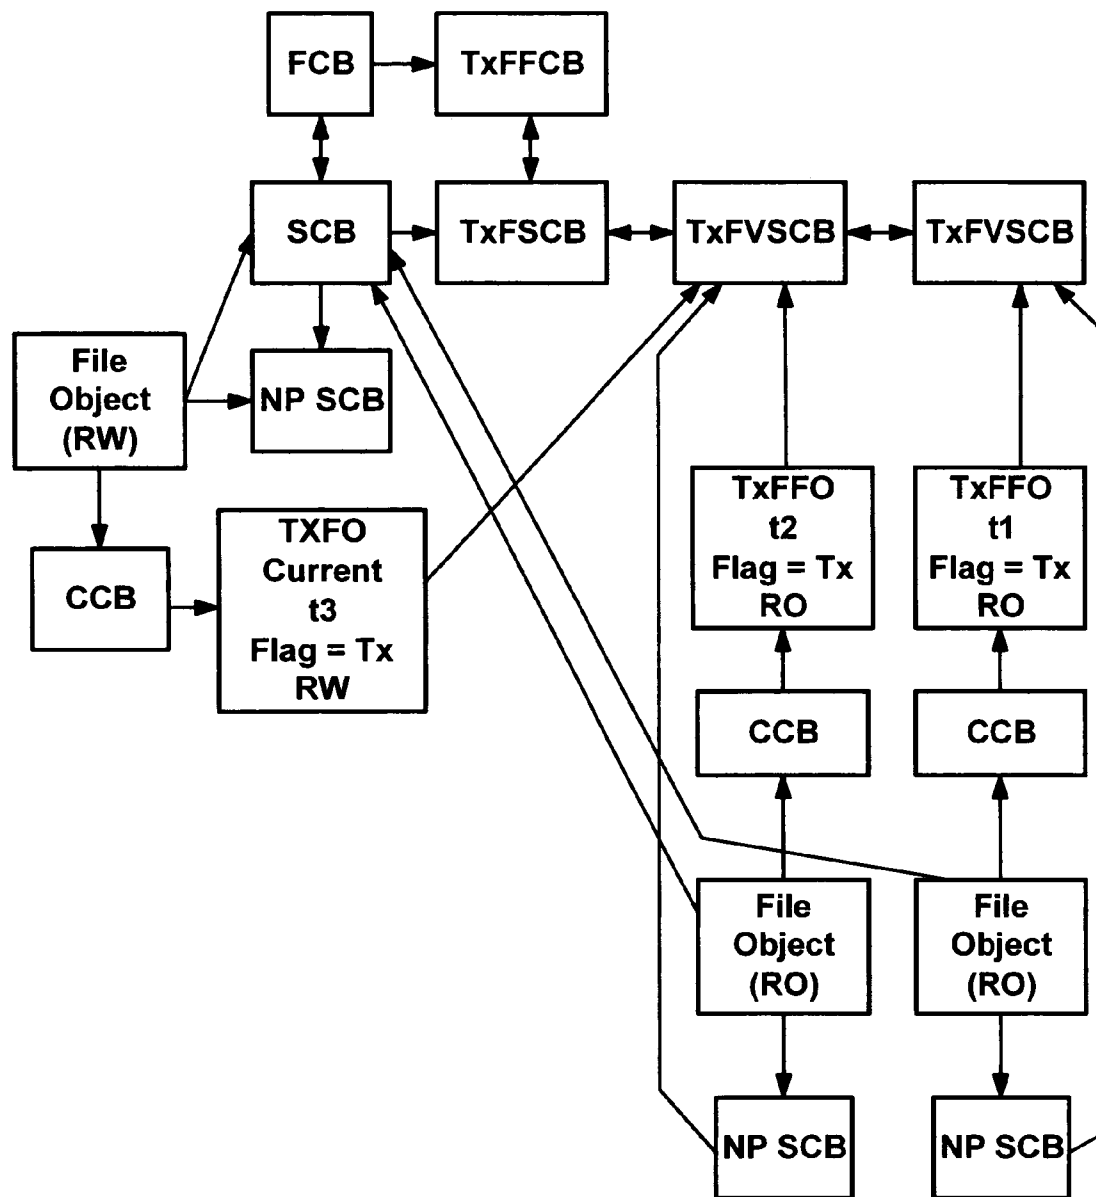 FCB
TxFFCB
SCB
TxFSCB
TxFVSCB
TxFVSCB
File
Object
(RW)
NP SCB
CCB
TXFO
Current
t3
Flag = Tx
RW
TxFFO
t2
Flag = Tx
RO
TxFFO
t1
Flag = Tx
RO
CCB
CCB
File
Object
(RO)
File
Object
(RO)
NP SCB
NP SCB